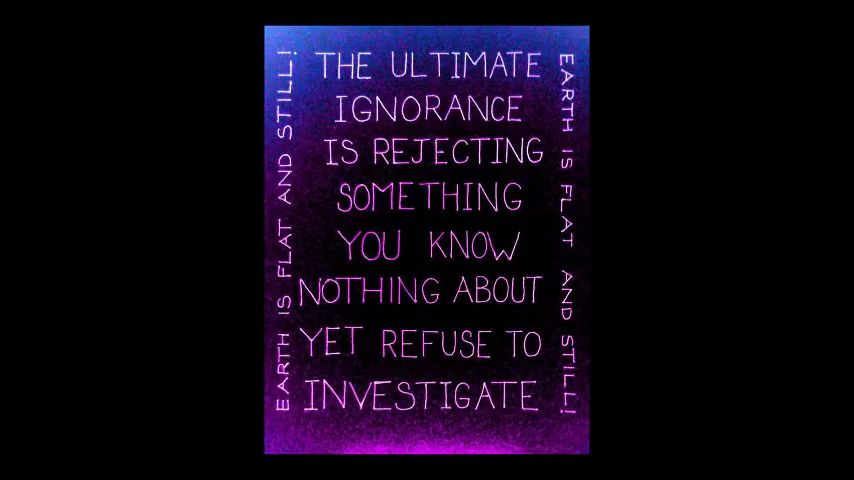 THE ULTIMATE
IGNORANCE
IS REJECTING
SOMETHING
YOU KNOW
NOTHING ABOUT
YET REFUSE TO
INVESTIGATE
EARTH IS FLAT AND STILL!
EARTH IS FLAT AND STILL!